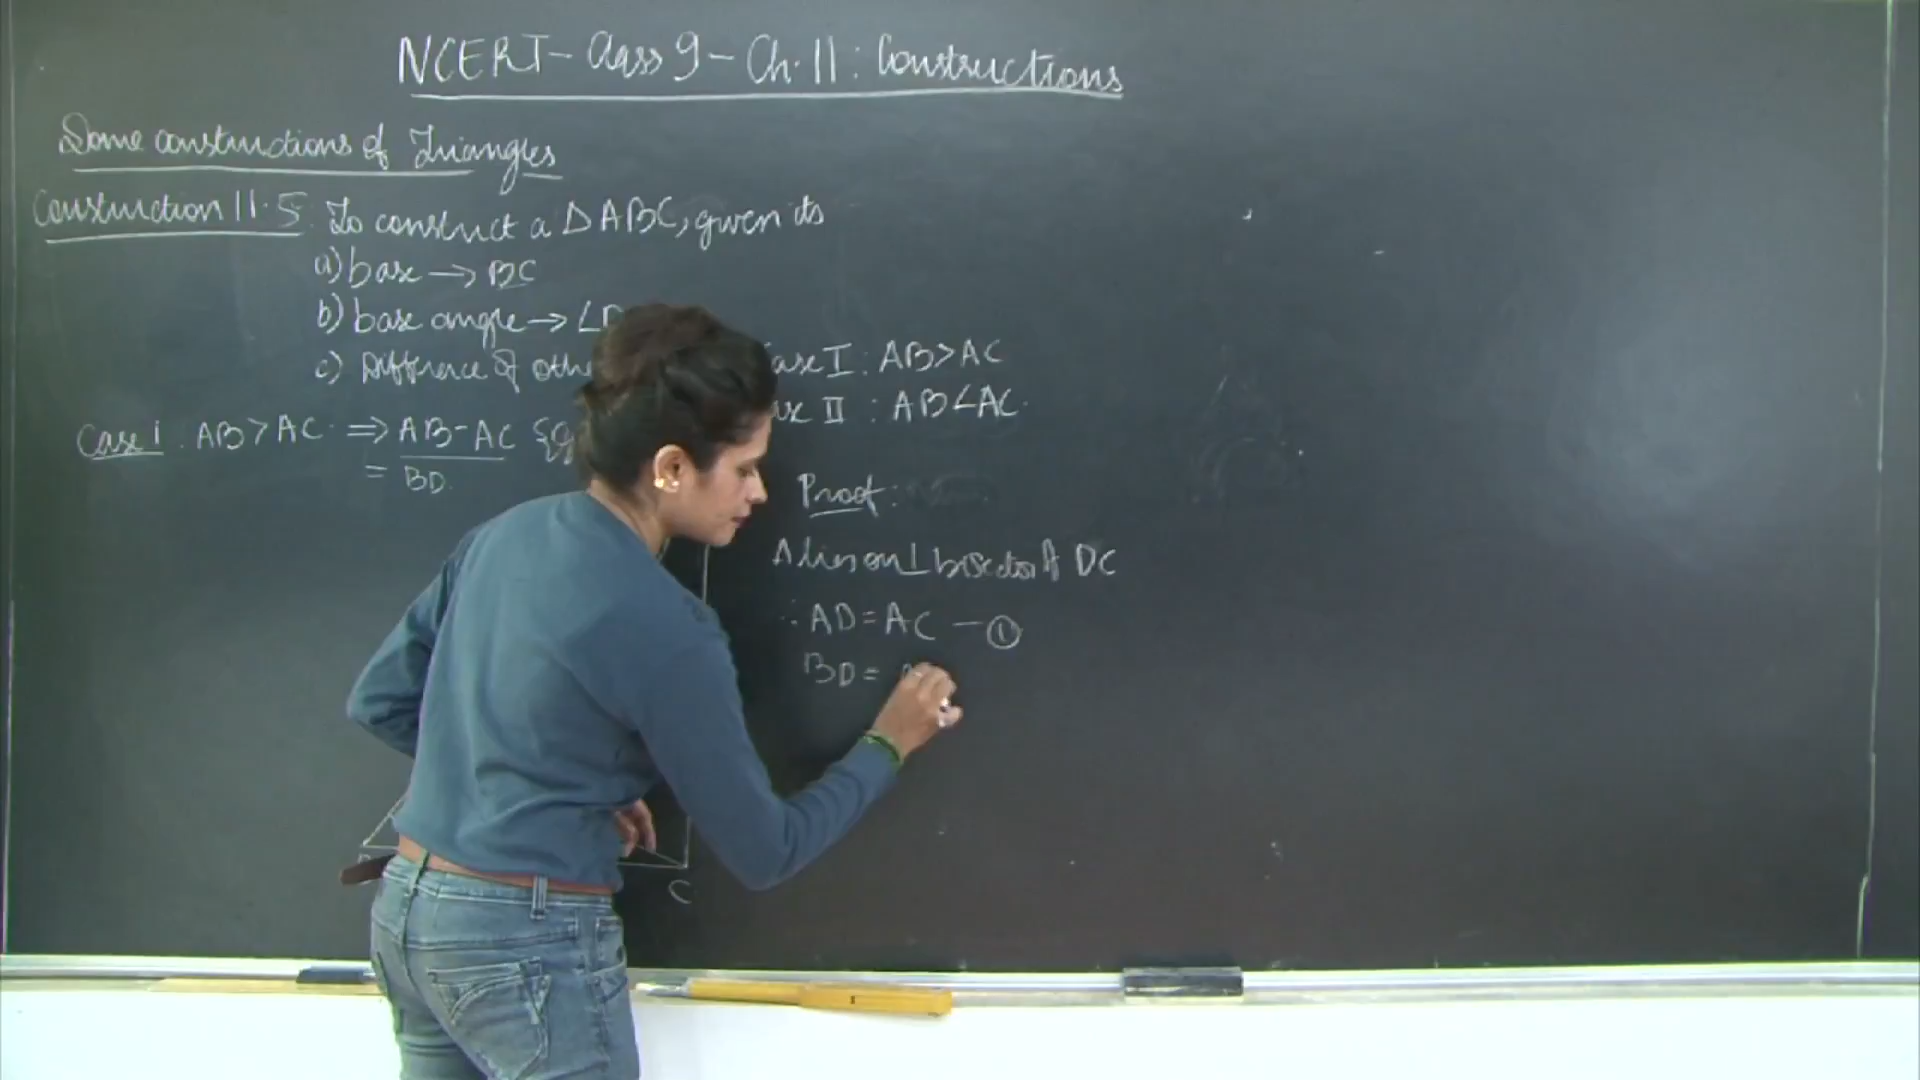 NCERT - Class 9 - Ch. 11 : Constructions
Some constructions of Triangles
Construction 11.5 : To construct a Δ ABC, given its
a) base → BC
b) base angle → ∠
c) Difference of
Case I : AB > AC
II : AB < AC.
Case I . AB > AC. ⇒ AB - AC
= BD.
Proof :
A lies on ⊥ bisector of DC
∴ AD = AC - ①
BD =
C